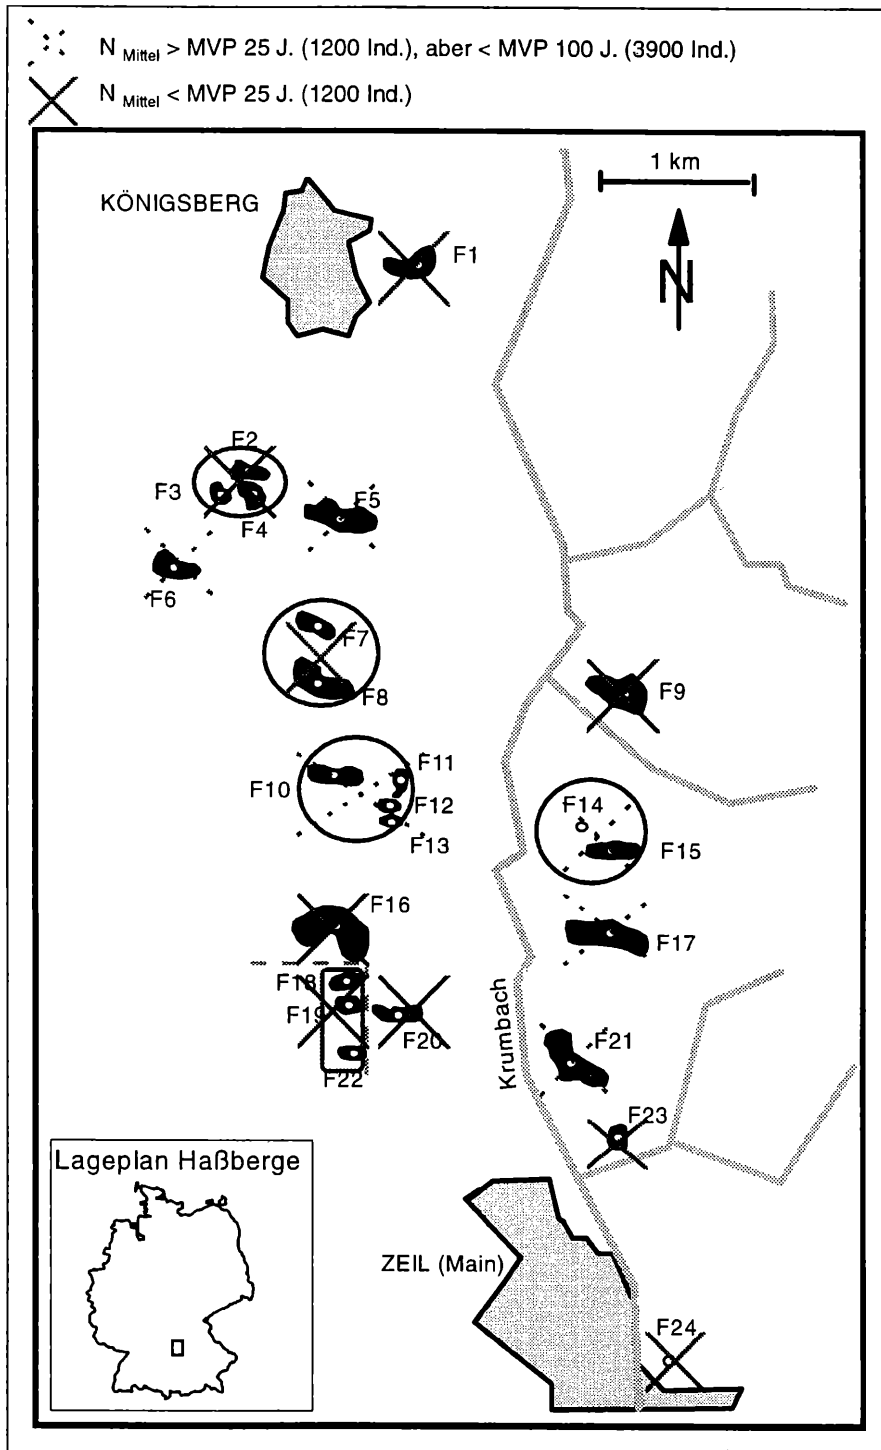 N Mittel > MVP 25 J. (1200 Ind.), aber < MVP 100 J. (3900 Ind.)
N Mittel < MVP 25 J. (1200 Ind.)
1 km
KÖNIGSBERG
F1
N
F2
F3
F4
F5
F6
F7
F8
F9
F10
F11
F12
F13
F14
F15
F16
F17
F18
F19
F20
F22
Krumbach
F21
F23
Lageplan Haßberge
ZEIL (Main)
F24